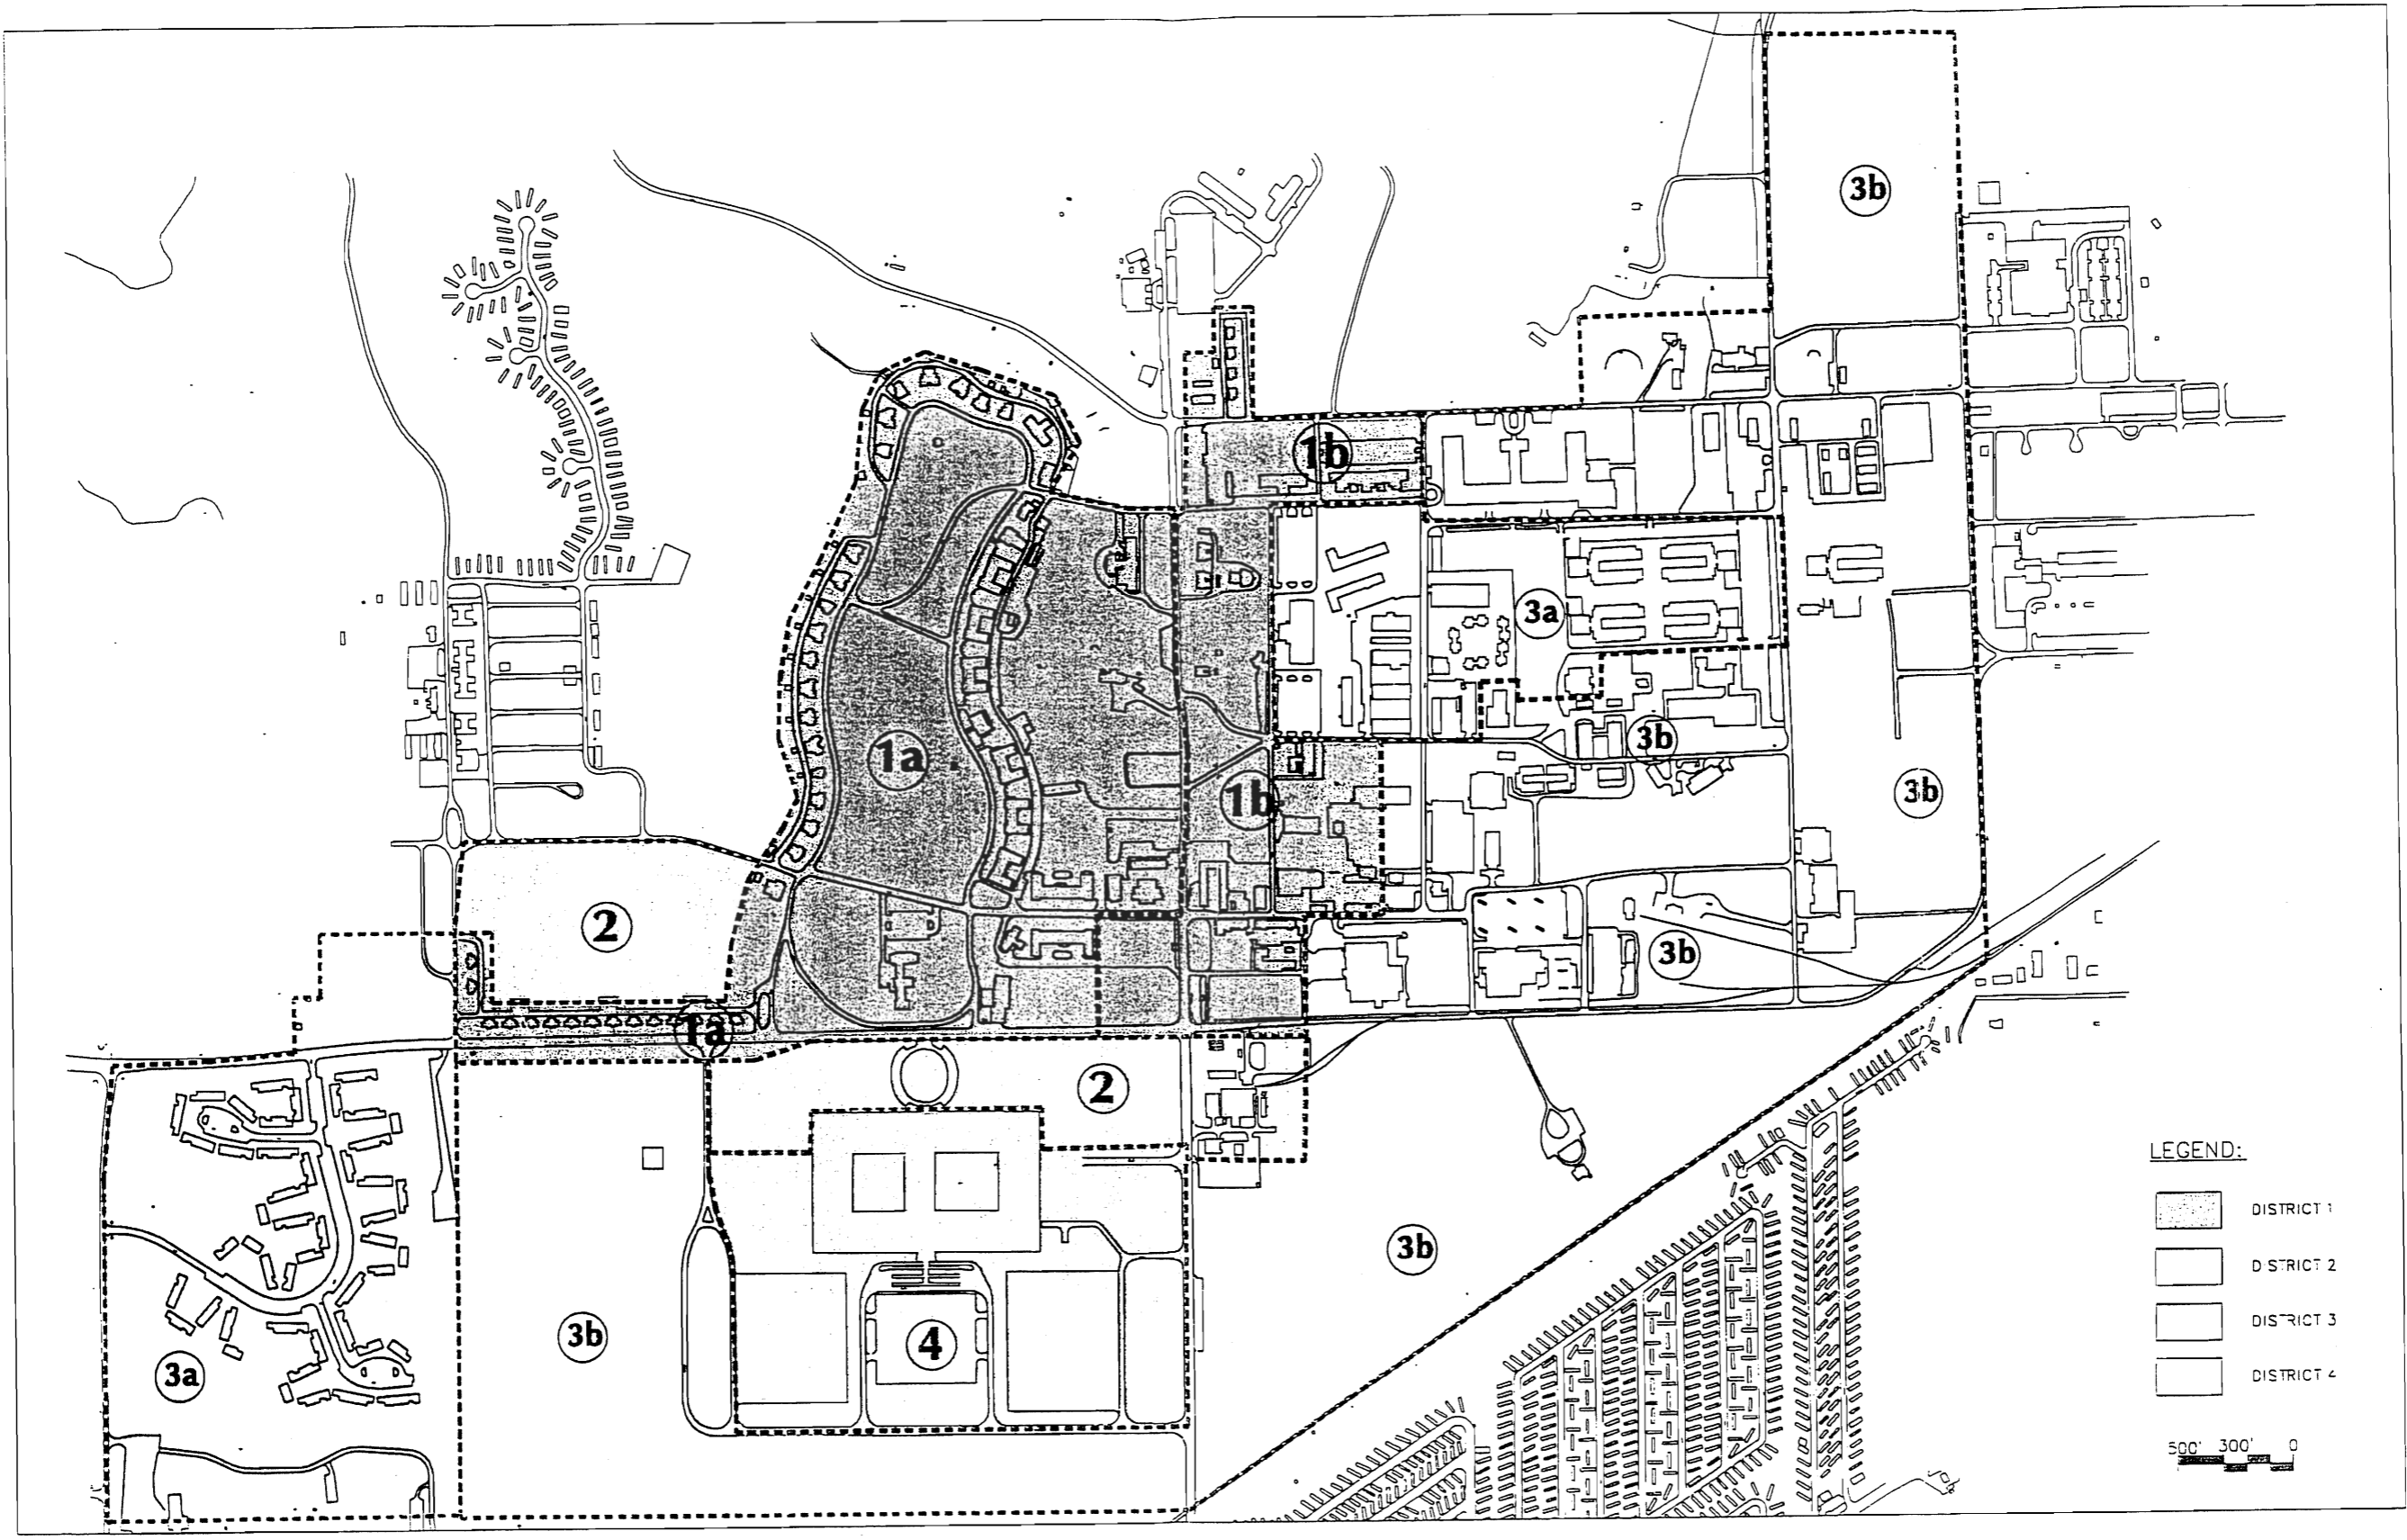 3b
1b
3a
1a
3b
1b
3b
2
3b
1a
2
3b
3b
4
3a
LEGEND:
DISTRICT 1
DISTRICT 2
DISTRICT 3
DISTRICT 4
500' 300' 0